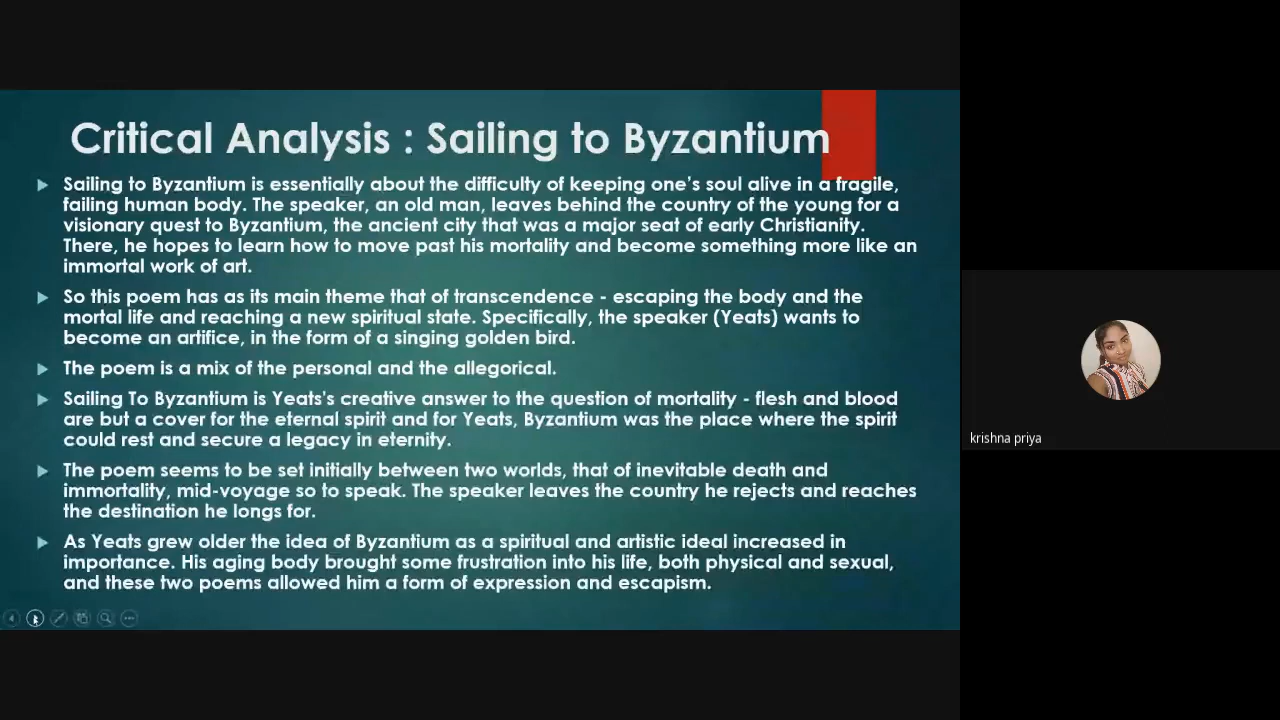 Critical Analysis : Sailing to Byzantium
Sailing to Byzantium is essentially about the difficulty of keeping one's soul alive in a fragile,
failing human body. The speaker, an old man, leaves behind the country of the young for a
visionary quest to Byzantium, the ancient city that was a major seat of early Christianity.
There, he hopes to learn how to move past his mortality and become something more like an
immortal work of art.
So this poem has as its main theme that of transcendence - escaping the body and the
mortal life and reaching a new spiritual state. Specifically, the speaker (Yeats) wants to
become an artifice, in the form of a singing golden bird.
The poem is a mix of the personal and the allegorical.
Sailing To Byzantium is Yeats's creative answer to the question of mortality - flesh and blood
are but a cover for the eternal spirit and for Yeats, Byzantium was the place where the spirit
could rest and secure a legacy in eternity.
The poem seems to be set initially between two worlds, that of inevitable death and
immortality, mid-voyage so to speak. The speaker leaves the country he rejects and reaches
the destination he longs for.
As Yeats grew older the idea of Byzantium as a spiritual and artistic ideal increased in
importance. His aging body brought some frustration into his life, both physical and sexual,
and these two poems allowed him a form of expression and escapism.
krishna priya